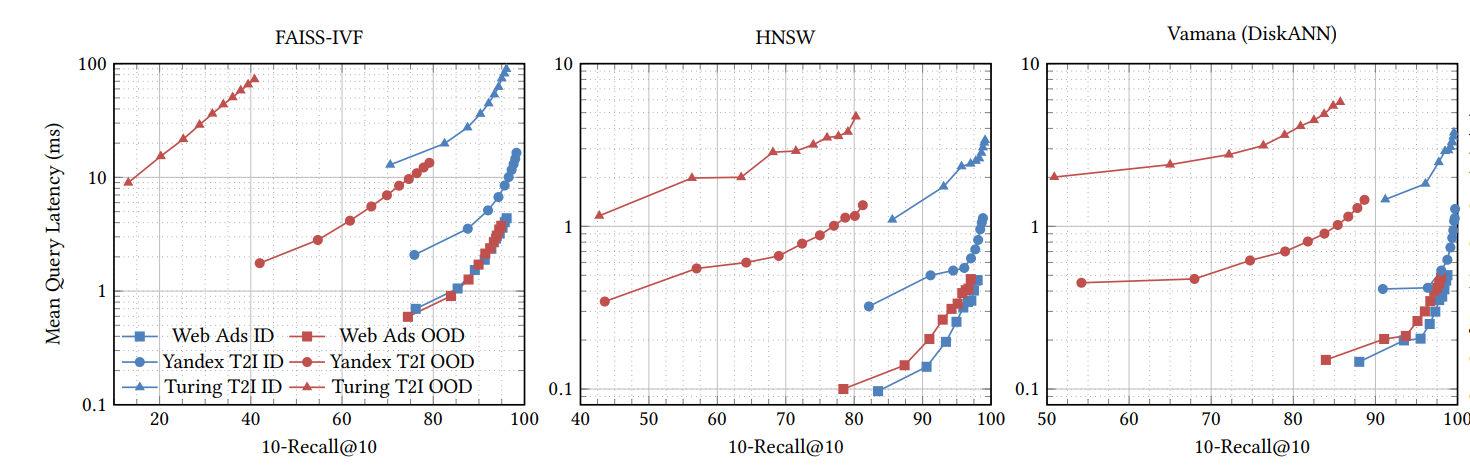 FAISS-IVF
HNSW
Vamana (DiskANN)
Mean Query Latency (ms)
100
10
1
0.1
20
40
60
80
100
10-Recall@10
Web Ads ID
Web Ads OOD
Yandex T2I ID
Yandex T2I OOD
Turing T2I ID
Turing T2I OOD
10
1
0.1
40
50
60
70
80
90
100
10-Recall@10
10
1
0.1
50
60
70
80
90
100
10-Recall@10